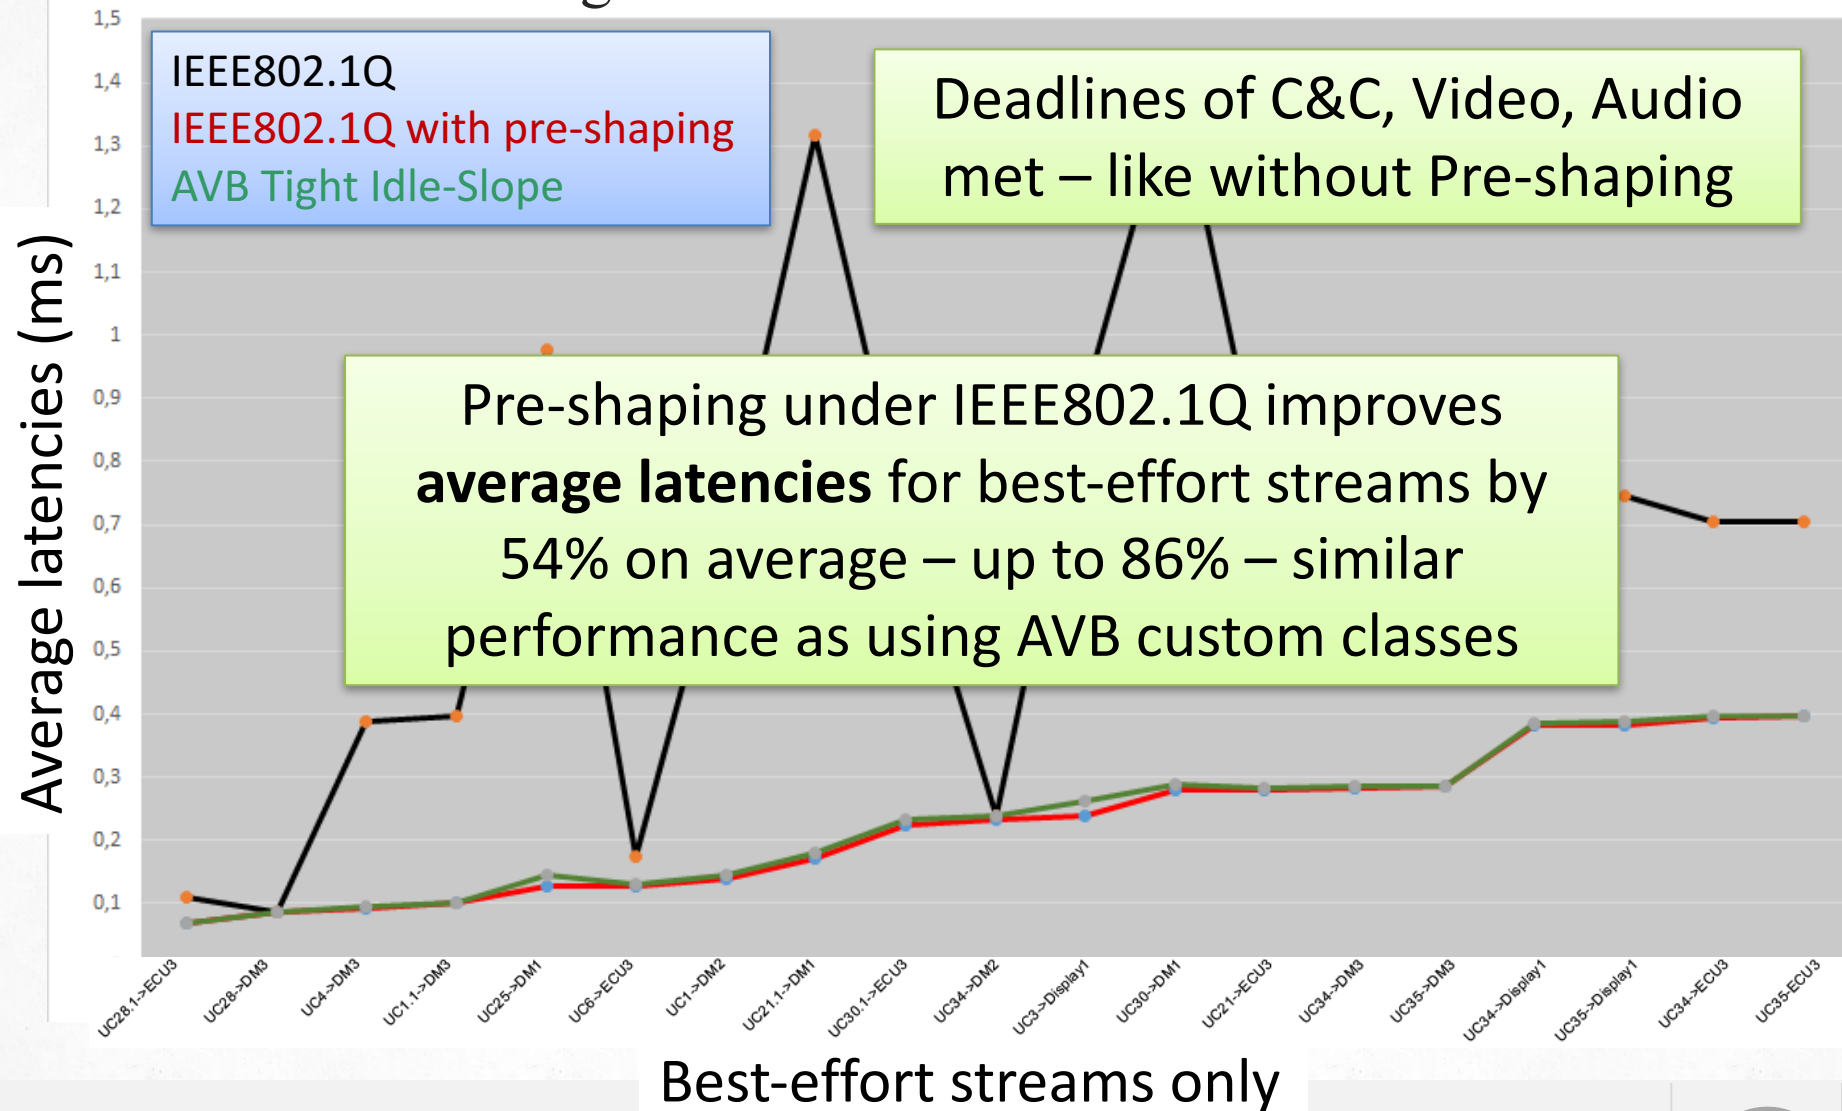 1,5
1,4
1,3
1,2
1,1
1
0,9
0,8
0,7
0,6
0,5
0,4
0,3
0,2
0,1
Average latencies (ms)
IEEE802.1Q
IEEE802.1Q with pre-shaping
AVB Tight Idle-Slope
Deadlines of C&C, Video, Audio
met – like without Pre-shaping
Pre-shaping under IEEE802.1Q improves
average latencies for best-effort streams by
54% on average – up to 86% – similar
performance as using AVB custom classes
UC28.1->ECU3
UC28->DM3
UC4->DM3
UC1.1->DM3
UC25->DM1
UC6->ECU3
UC1->DM2
UC21.1->DM1
UC30.1->ECU3
UC34->DM2
UC3->Display1
UC30->DM1
UC21->ECU3
UC34->DM3
UC35->DM3
UC34->Display1
UC35->Display1
UC34->ECU3
UC35-ECU3
Best-effort streams only